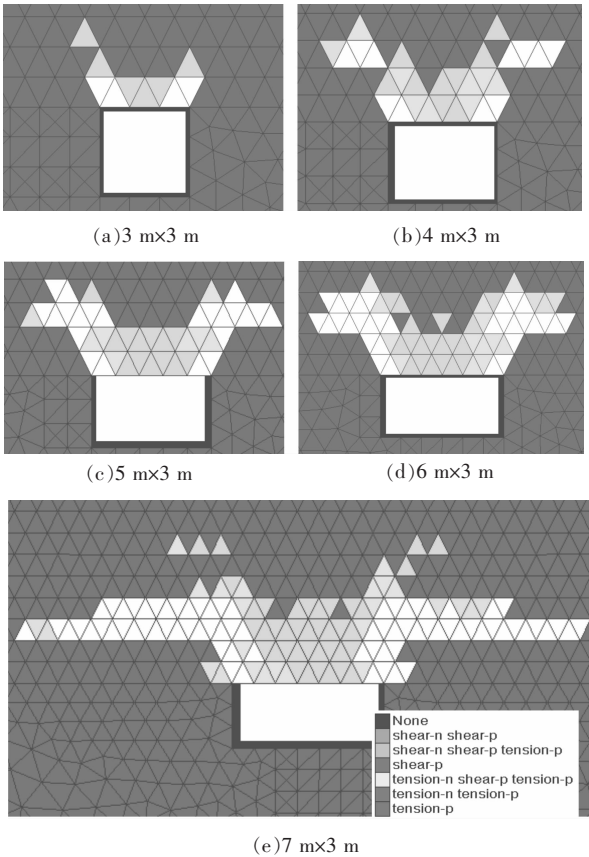 (a)3 m×3 m
(b)4 m×3 m
(c)5 m×3 m
(d)6 m×3 m
None
shear-n shear-p
shear-n shear-p tension-p
shear-p
tension-n shear-p tension-p
tension-n tension-p
tension-p
(e)7 m×3 m